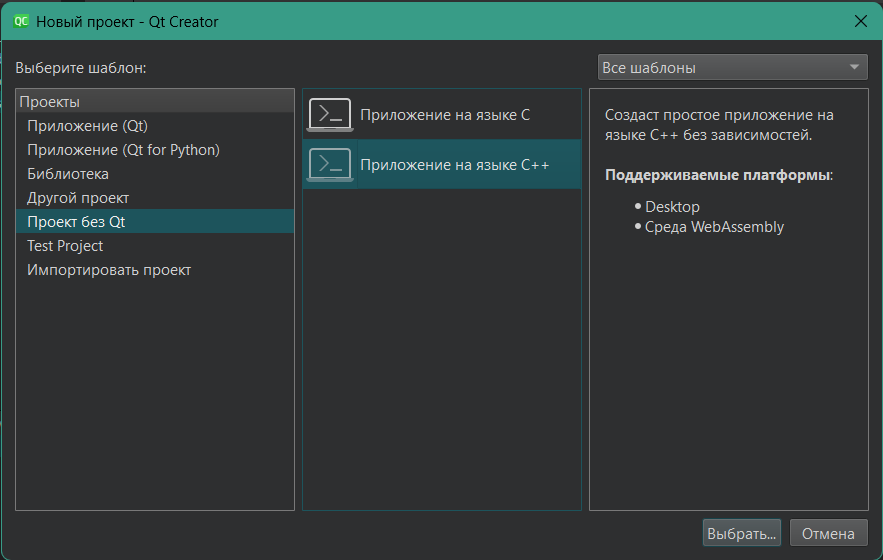 QC Новый проект - Qt Creator
Выберите шаблон:
Все шаблоны
Проекты
Приложение (Qt)
Приложение (Qt for Python)
Библиотека
Другой проект
Проект без Qt
Test Project
Импортировать проект
Приложение на языке C
Приложение на языке C++
Создаст простое приложение на
языке C++ без зависимостей.
Поддерживаемые платформы:
• Desktop
• Среда WebAssembly
Выбрать...
Отмена